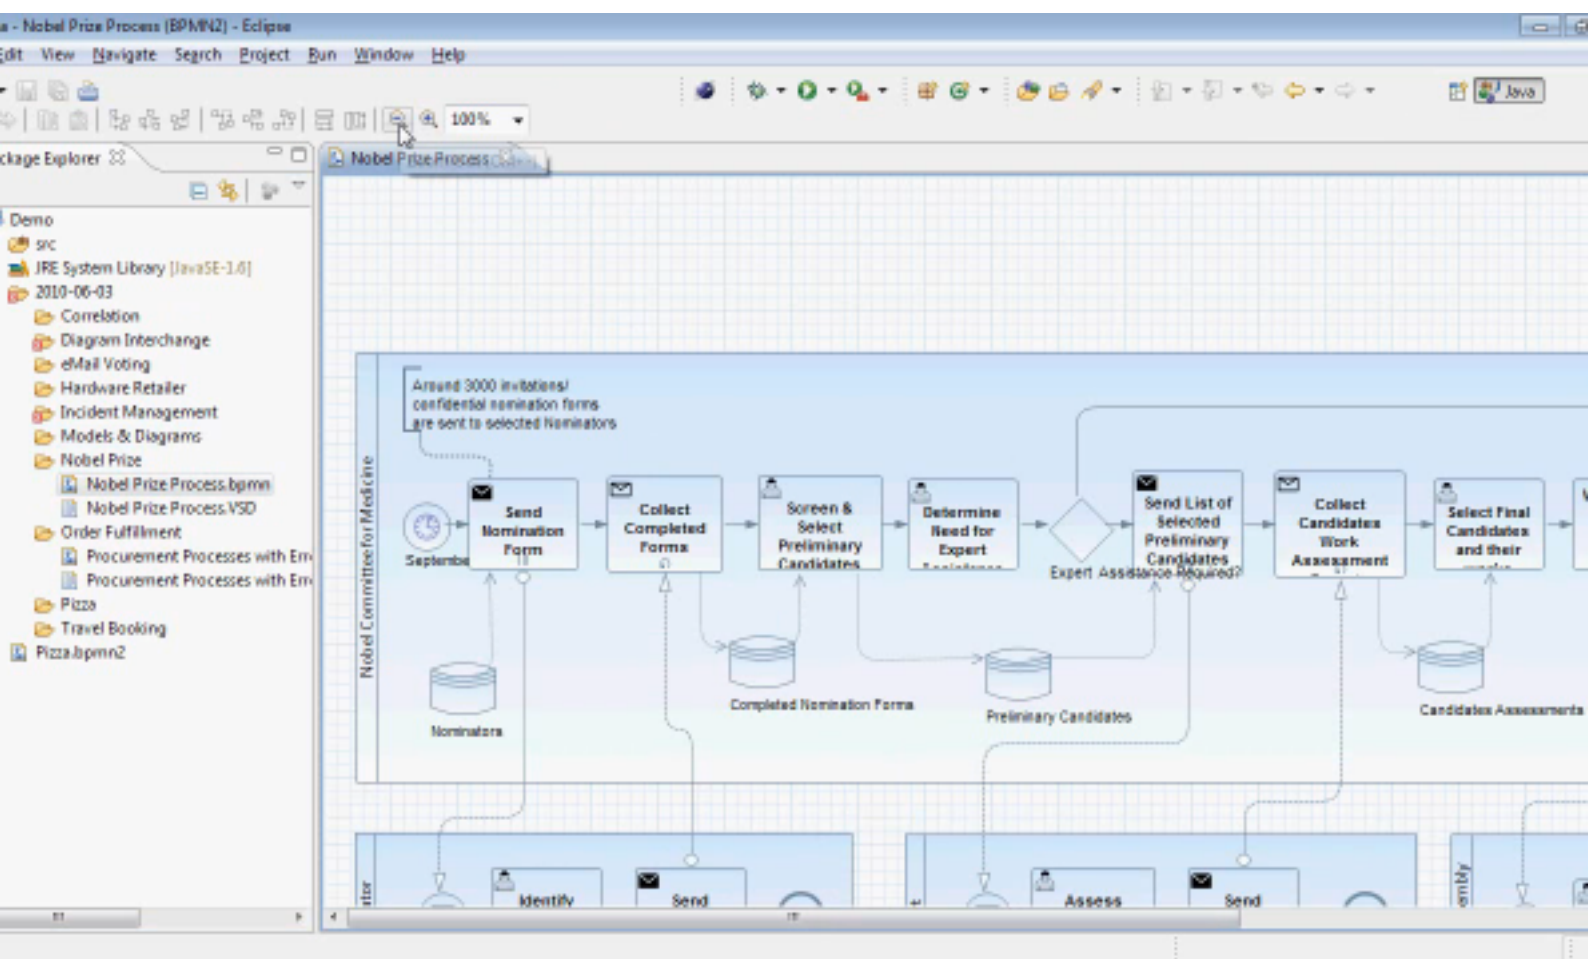 - Nobel Prize Process (BPMN2) - Eclipse
Edit View Navigate Search Project Run Window Help
Java
100%
ckage Explorer
Nobel Prize Process
Demo
src
JRE System Library [JavaSE-1.6]
2010-06-03
Correlation
Diagram Interchange
eMail Voting
Hardware Retailer
Incident Management
Models & Diagrams
Nobel Prize
Nobel Prize Process.bpmn
Nobel Prize Process.VSD
Order Fulfillment
Procurement Processes with Err
Procurement Processes with Err
Pizza
Travel Booking
Pizza.bpmn2
Around 3000 invitations/
confidential nomination forms
are sent to selected Nominators
Nobel Committee for Medicine
September
Send
Nomination
Form
Collect
Completed
Forms
Screen &
Select
Preliminary
Candidates
Determine
Need for
Expert
Expert Assistance Required?
Send List of
Selected
Preliminary
Candidates
Collect
Candidates
Work
Assessment
Select Final
Candidates
and their
Nominators
Completed Nomination Forms
Preliminary Candidates
Candidates Assessments
Identify
Send
Assess
Send